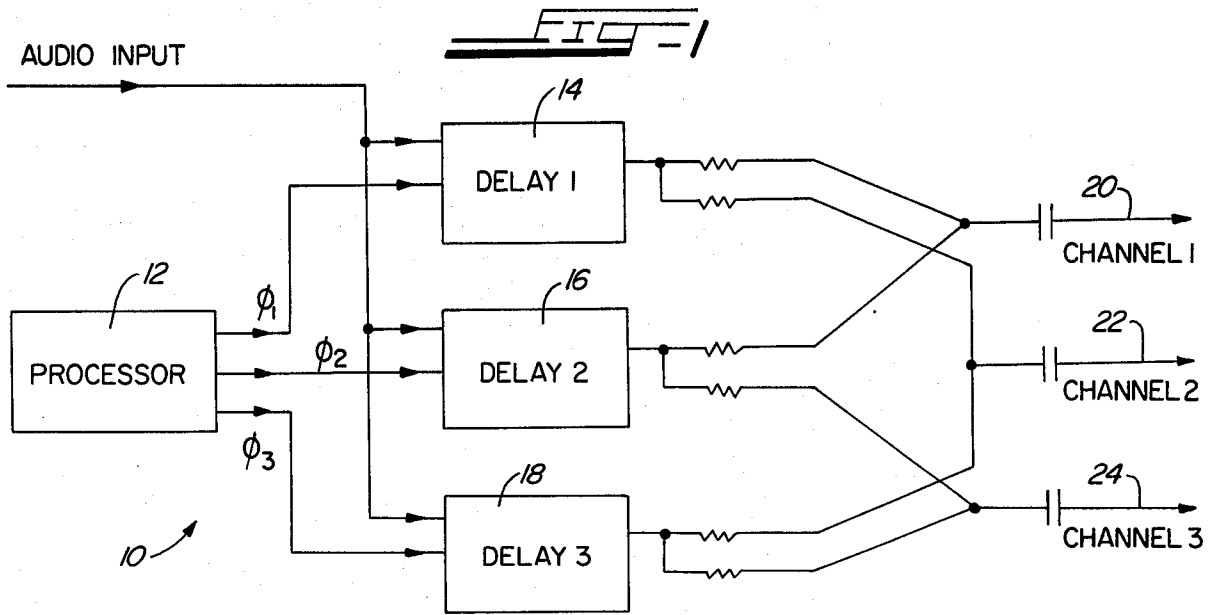 FIG-1
AUDIO INPUT
14
DELAY 1
20
CHANNEL 1
12
ϕ1
PROCESSOR
ϕ2
16
DELAY 2
22
CHANNEL 2
ϕ3
18
DELAY 3
24
CHANNEL 3
10